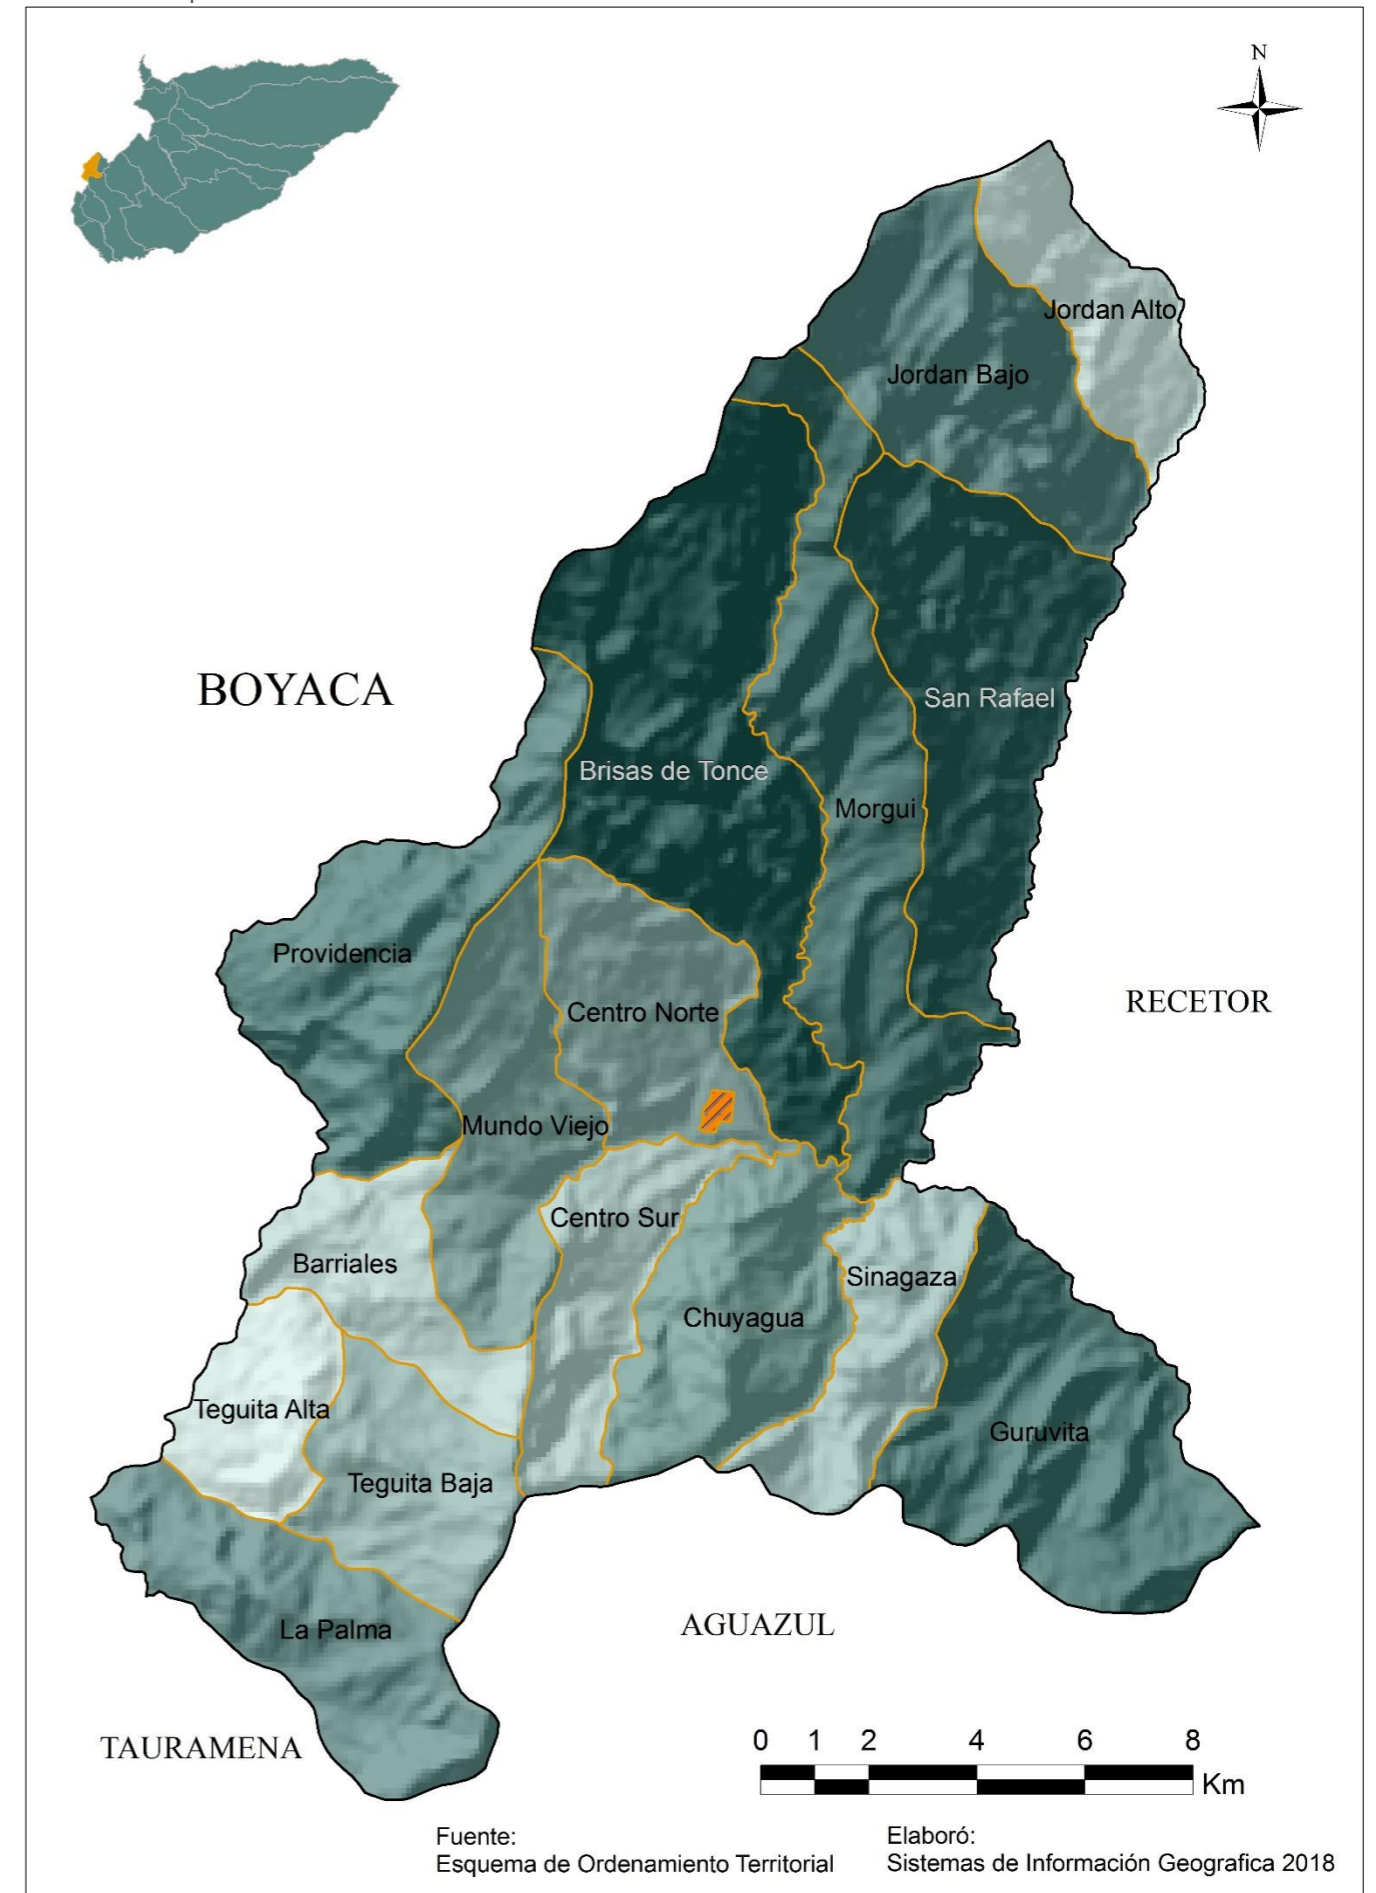 N
Jordan Alto
Jordan Bajo
BOYACA
San Rafael
Brisas de Tonce
Morgui
Providencia
RECETOR
Centro Norte
Mundo Viejo
Centro Sur
Barriales
Sinagaza
Chuyagua
Teguita Alta
Guruvita
Teguita Baja
AGUAZUL
La Palma
TAURAMENA
0 1 2 4 6 8
Km
Fuente:
Esquema de Ordenamiento Territorial
Elaboró:
Sistemas de Información Geografica 2018